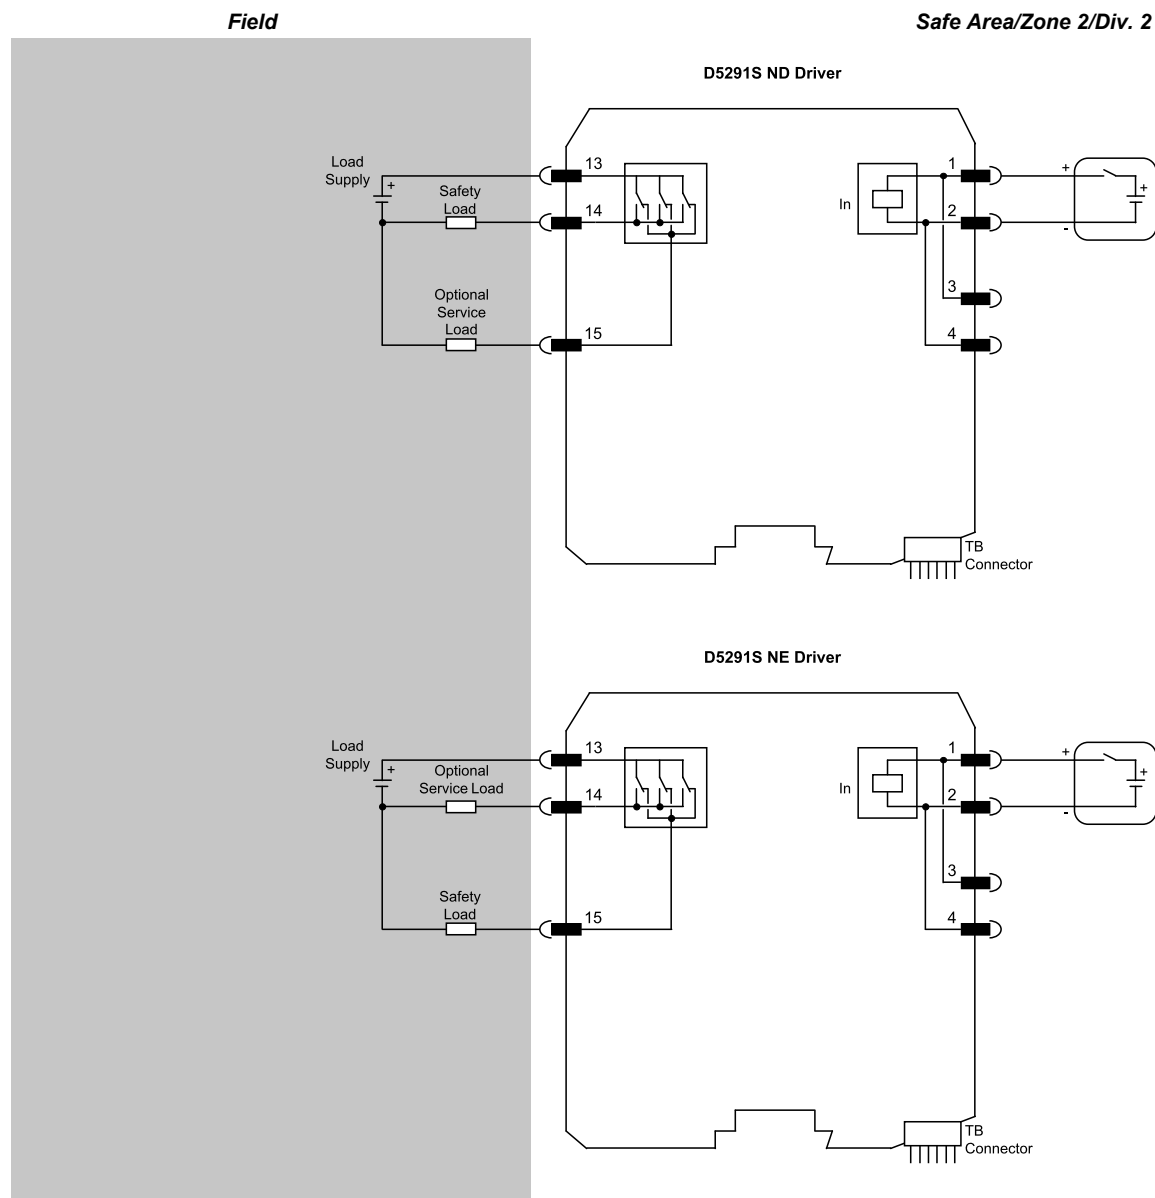 Field
Safe Area/Zone 2/Div. 2
D5291S ND Driver
Load
Supply
+
Safety
Load
Optional
Service
Load
13
14
15
In
1
2
3
4
+
-
+
TB
Connector
D5291S NE Driver
Load
Supply
+
Optional
Service Load
Safety
Load
13
14
15
In
1
2
3
4
+
-
+
TB
Connector